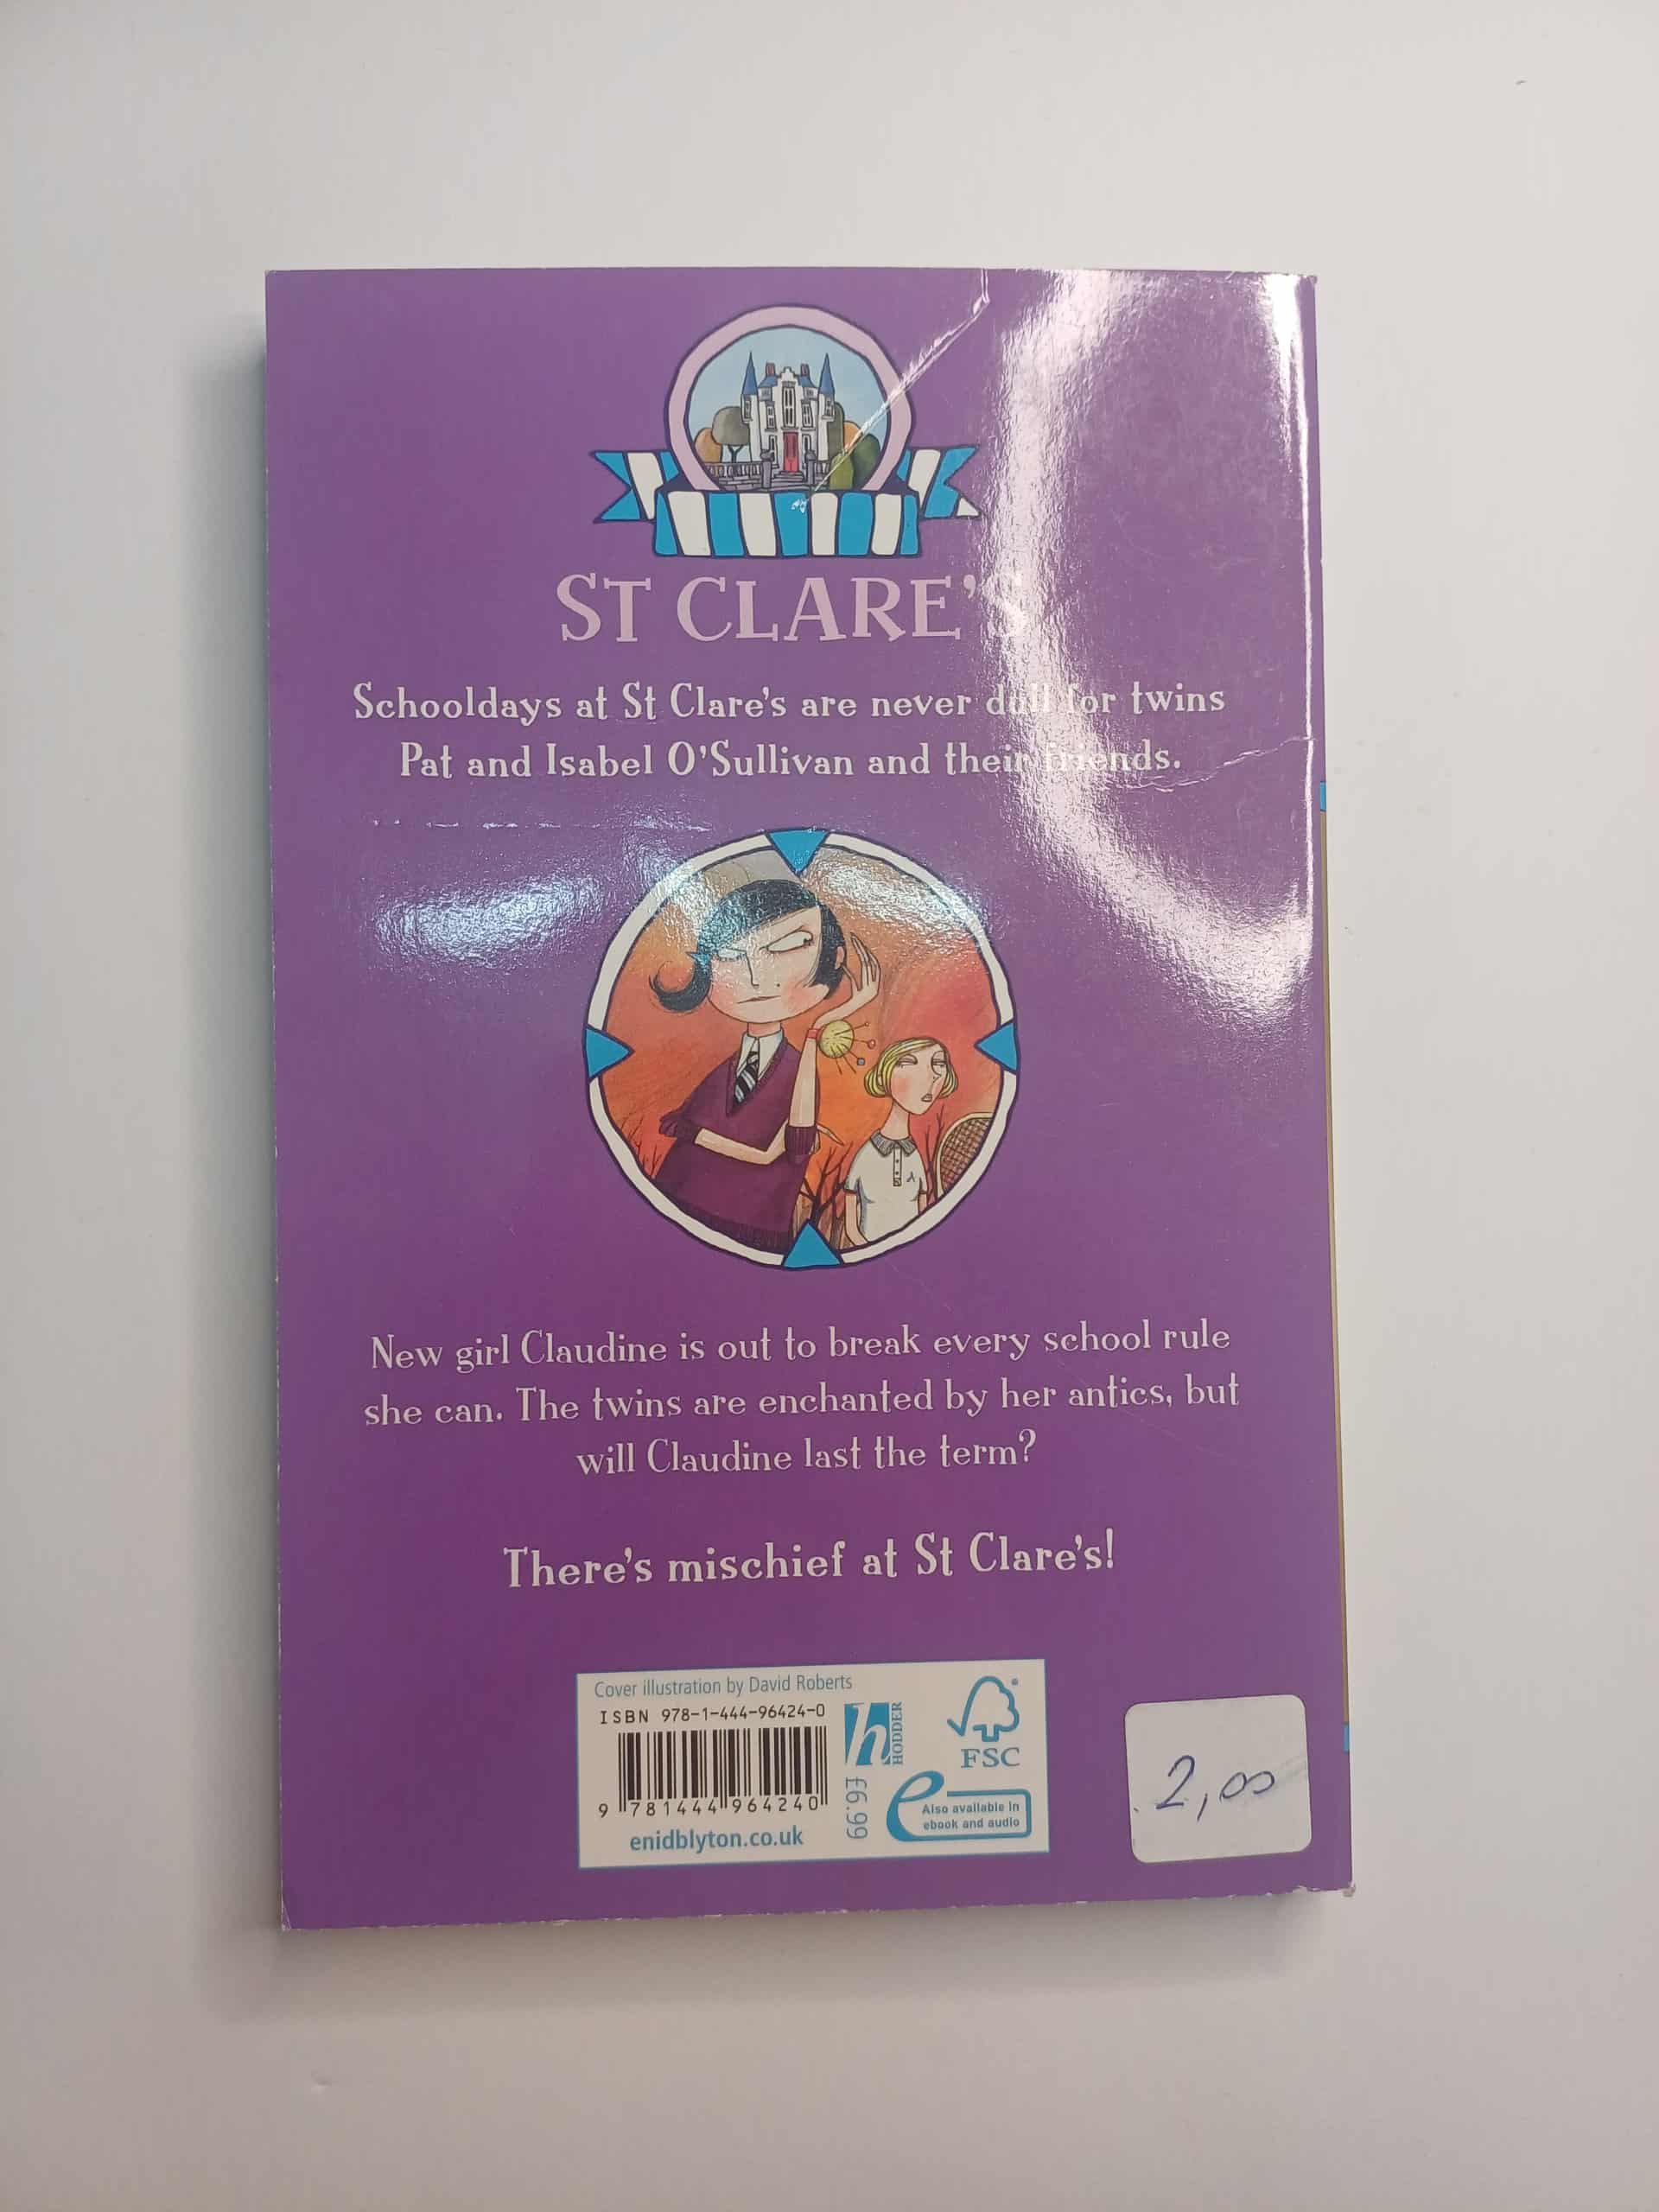 ST CLARE'S
Schooldays at St Clare's are never dull for twins
Pat and Isabel O'Sullivan and their friends.
New girl Claudine is out to break every school rule
she can. The twins are enchanted by her antics, but
will Claudine last the term?
There's mischief at St Clare's!
Cover illustration by David Roberts
ISBN 978-1-444-96424-0
9 781444 964240
enidblyton.co.uk
h HODDER
£6.99
FSC
e
Also available in
ebook and audio
2,00